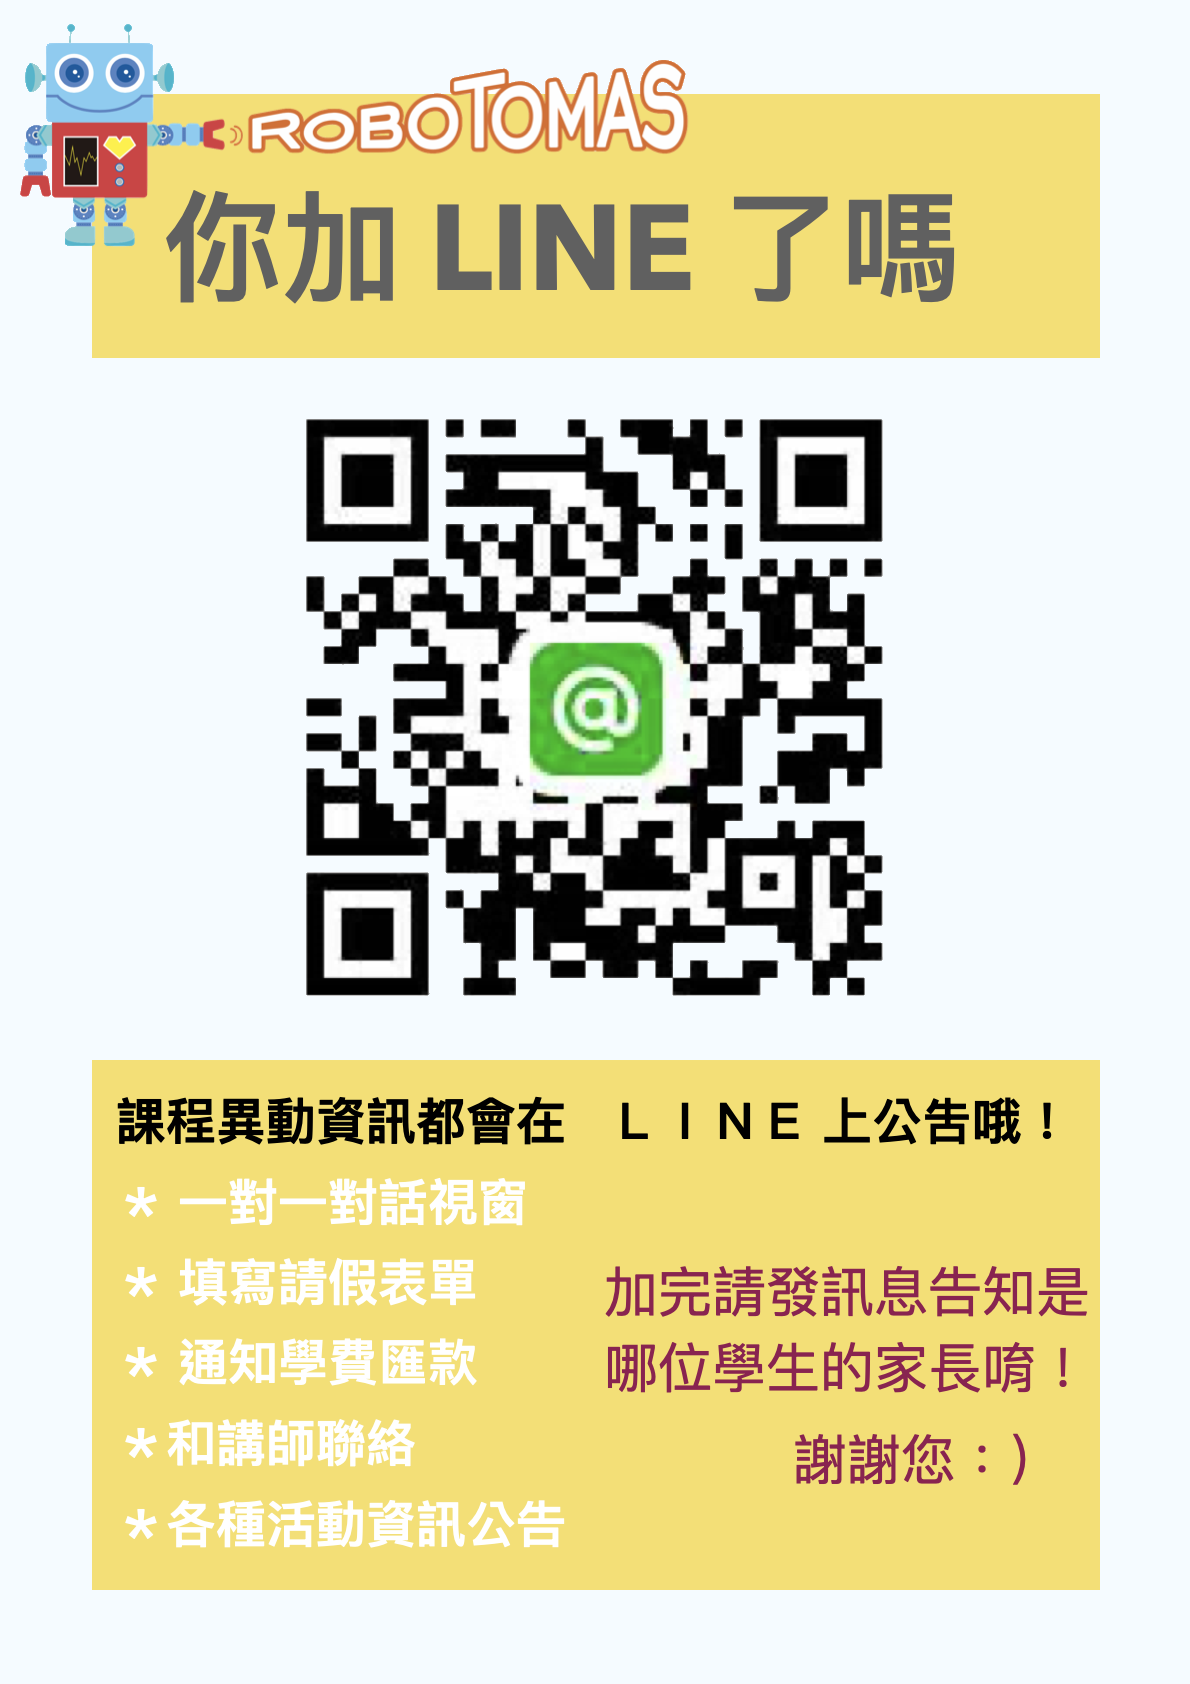 ROBOTOMAS
你加 LINE 了嗎
@
課程異動資訊都會在　ＬＩＮＥ 上公告哦！
* 一對一對話視窗
* 填寫請假表單
* 通知學費匯款
*和講師聯絡
*各種活動資訊公告
加完請發訊息告知是
哪位學生的家長唷！
謝謝您：)